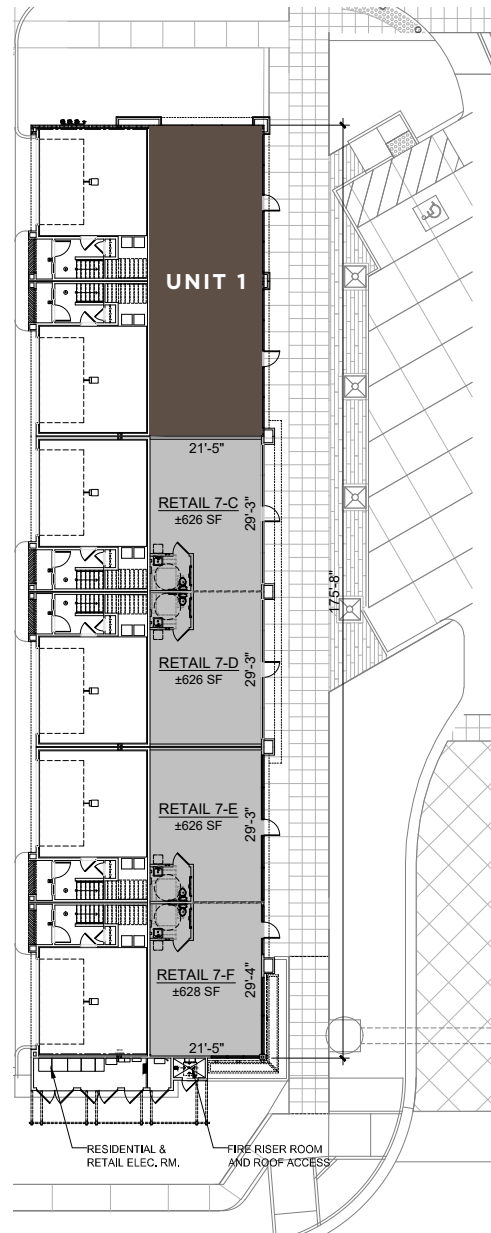 UNIT 1
21'-5"
RETAIL 7-C
±626 SF
29'-3"
175'-8"
RETAIL 7-D
±626 SF
29'-3"
RETAIL 7-E
±626 SF
29'-3"
RETAIL 7-F
±628 SF
29'-4"
21'-5"
RESIDENTIAL &
RETAIL ELEC. RM.
FIRE RISER ROOM
AND ROOF ACCESS